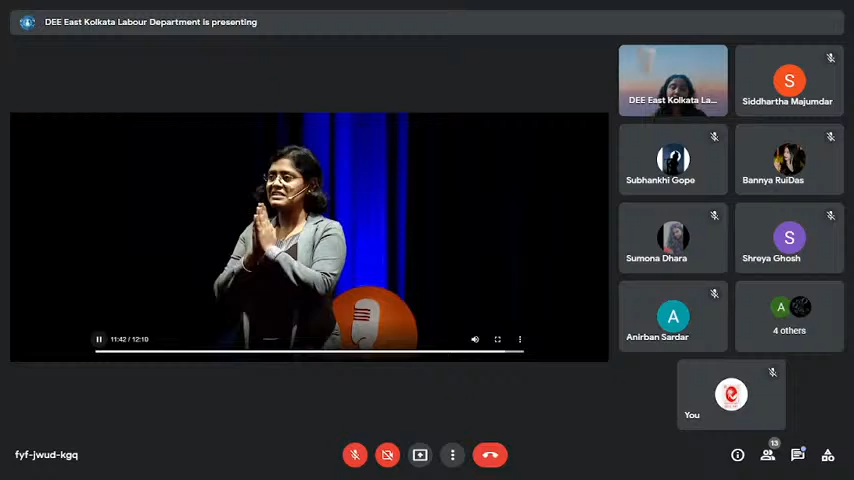 DEE East Kolkata Labour Department is presenting
DEE East Kolkata La...
S
Siddhartha Majumdar
Subhankhi Gope
Bannya RuiDas
Sumona Dhara
S
Shreya Ghosh
A
Anirban Sardar
A
4 others
You
11:42 / 12:10
fyf-jwud-kgq
13